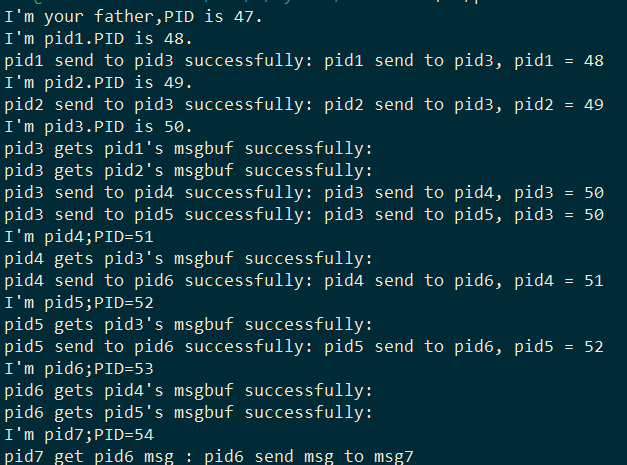 I'm your father,PID is 47.
I'm pid1.PID is 48.
pid1 send to pid3 successfully: pid1 send to pid3, pid1 = 48
I'm pid2.PID is 49.
pid2 send to pid3 successfully: pid2 send to pid3, pid2 = 49
I'm pid3.PID is 50.
pid3 gets pid1's msgbuf successfully:
pid3 gets pid2's msgbuf successfully:
pid3 send to pid4 successfully: pid3 send to pid4, pid3 = 50
pid3 send to pid5 successfully: pid3 send to pid5, pid3 = 50
I'm pid4;PID=51
pid4 gets pid3's msgbuf successfully:
pid4 send to pid6 successfully: pid4 send to pid6, pid4 = 51
I'm pid5;PID=52
pid5 gets pid3's msgbuf successfully:
pid5 send to pid6 successfully: pid5 send to pid6, pid5 = 52
I'm pid6;PID=53
pid6 gets pid4's msgbuf successfully:
pid6 gets pid5's msgbuf successfully:
I'm pid7;PID=54
pid7 get pid6 msg : pid6 send msg to msg7